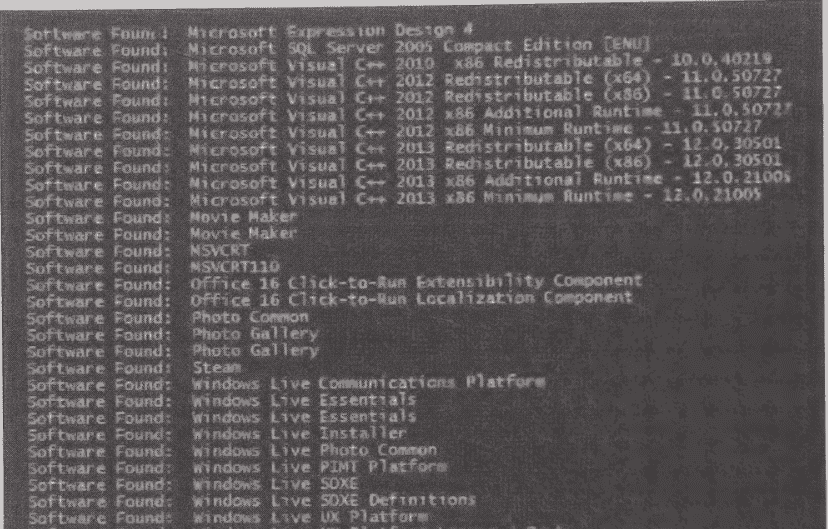 Software Found: Microsoft Expression Design 4
Software Found: Microsoft SQL Server 2005 Compact Edition [ENU]
Software Found: Microsoft Visual C++ 2010 x86 Redistributable - 10.0.40219
Software Found: Microsoft Visual C++ 2012 Redistributable (x64) - 11.0.50727
Software Found: Microsoft Visual C++ 2012 Redistributable (x86) - 11.0.50727
Software Found: Microsoft Visual C++ 2012 x86 Additional Runtime - 11.0.50727
Software Found: Microsoft Visual C++ 2012 x86 Minimum Runtime - 11.0.50727
Software Found: Microsoft Visual C++ 2013 Redistributable (x64) - 12.0.30501
Software Found: Microsoft Visual C++ 2013 Redistributable (x86) - 12.0.30501
Software Found: Microsoft Visual C++ 2013 x86 Additional Runtime - 12.0.21005
Software Found: Microsoft Visual C++ 2013 x86 Minimum Runtime - 12.0.21005
Software Found: Movie Maker
Software Found: Movie Maker
Software Found: MSVCRT
Software Found: MSVCRT110
Software Found: Office 16 Click-to-Run Extensibility Component
Software Found: Office 16 Click-to-Run Localization Component
Software Found: Photo Common
Software Found: Photo Gallery
Software Found: Photo Gallery
Software Found: Steam
Software Found: Windows Live Communications Platform
Software Found: Windows Live Essentials
Software Found: Windows Live Essentials
Software Found: Windows Live Installer
Software Found: Windows Live Photo Common
Software Found: Windows Live PIMT Platform
Software Found: Windows Live SOXE
Software Found: Windows Live SOXE Definitions
Software Found: Windows Live UX Platform